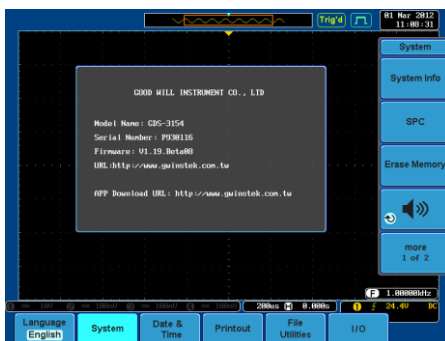 Trig'd
01 Mar 2012
11:08:31
System
System Info
GOOD WILL INSTRUMENT CO., LTD
Model Name: GDS-3154
Serial Number: P930116
Firmware: V1.19.Beta08
URL:http://www.gwinstek.com.tw
APP Download URL: http://www.gwinstek.com.tw
SPC
Erase Memory
more
1 of 2
F 1.00000kHz
200us H 0.000s
1 24.4V DC
Language
English
System
Date &
Time
Printout
File
Utilities
I/O